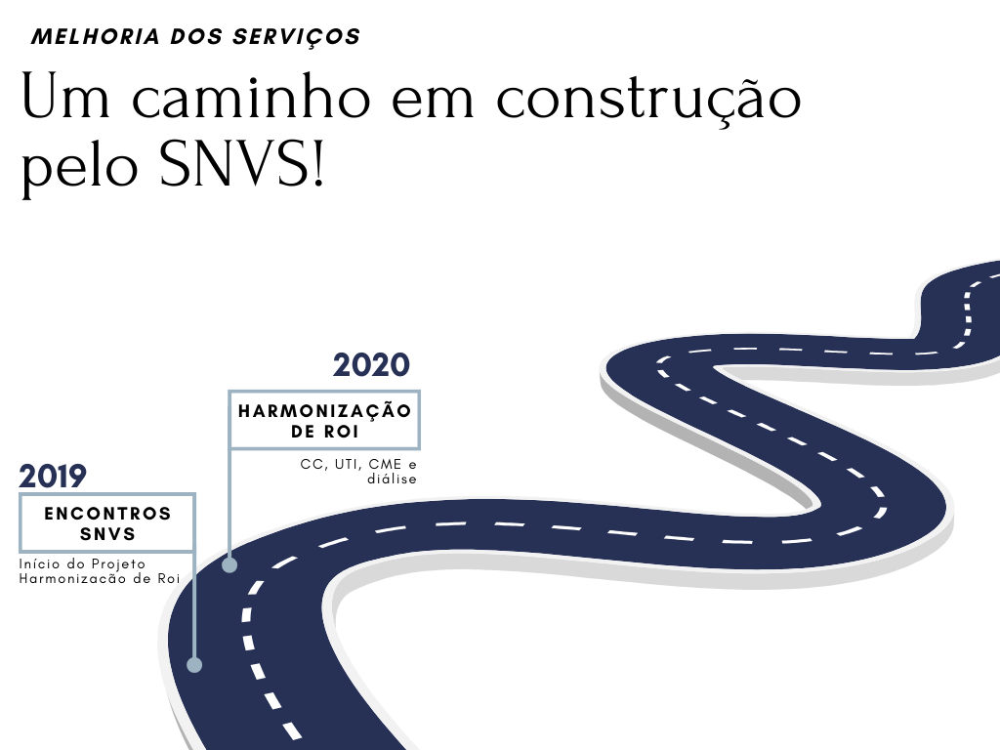 MELHORIA DOS SERVIÇOS
Um caminho em construção
pelo SNVS!
2020
HARMONIZAÇÃO
DE ROI
CC, UTI, CME e
diálise
2019
ENCONTROS
SNVS
Início do Projeto
Harmonizacão de Roi